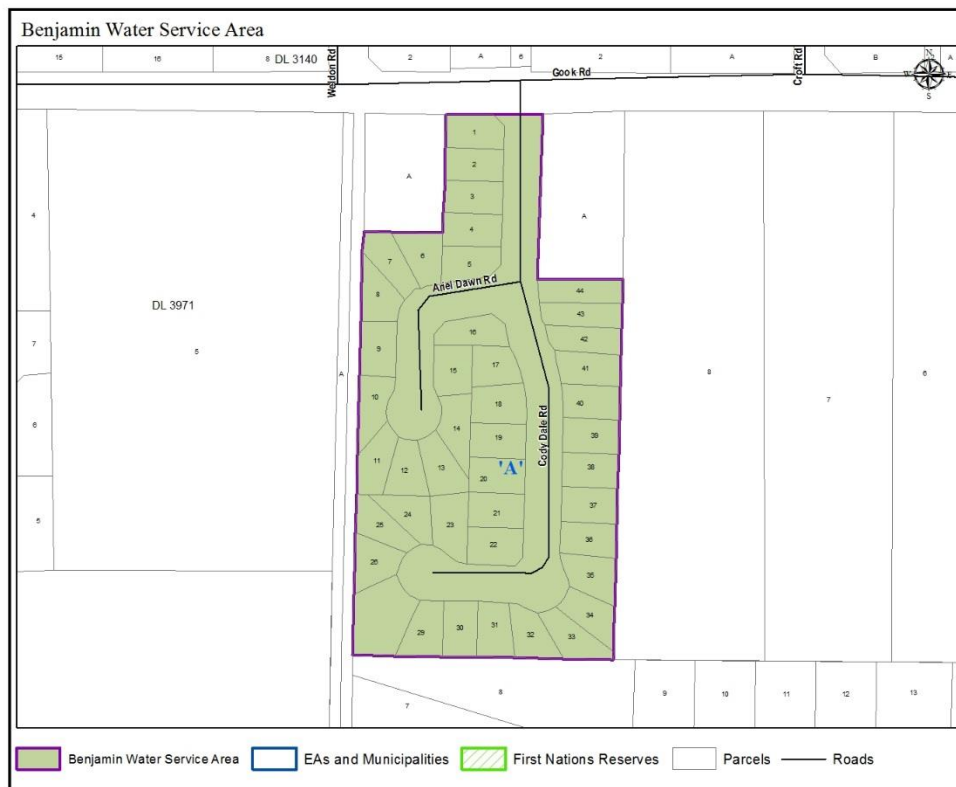 Benjamin Water Service Area
15 16 8 DL 3140 Weldon Rd 2 A 6 2 A Croft Rd B A
Gook Rd
N
W E
S
1
2
A
3
A
4
4
7 6 5
Ariel Dawn Rd
8
44
DL 3971
43
16
42
7
5
9
A
15 17
41
8
7
6
10
18
40
6
14
19
Cody Dale Rd
39
11 12 13
'A'
38
20
37
5
25 24 23 21
22
36
26
35
34
29 30 31 32 33
7 8 9 10 11 12 13
Benjamin Water Service Area EAs and Municipalities First Nations Reserves Parcels Roads